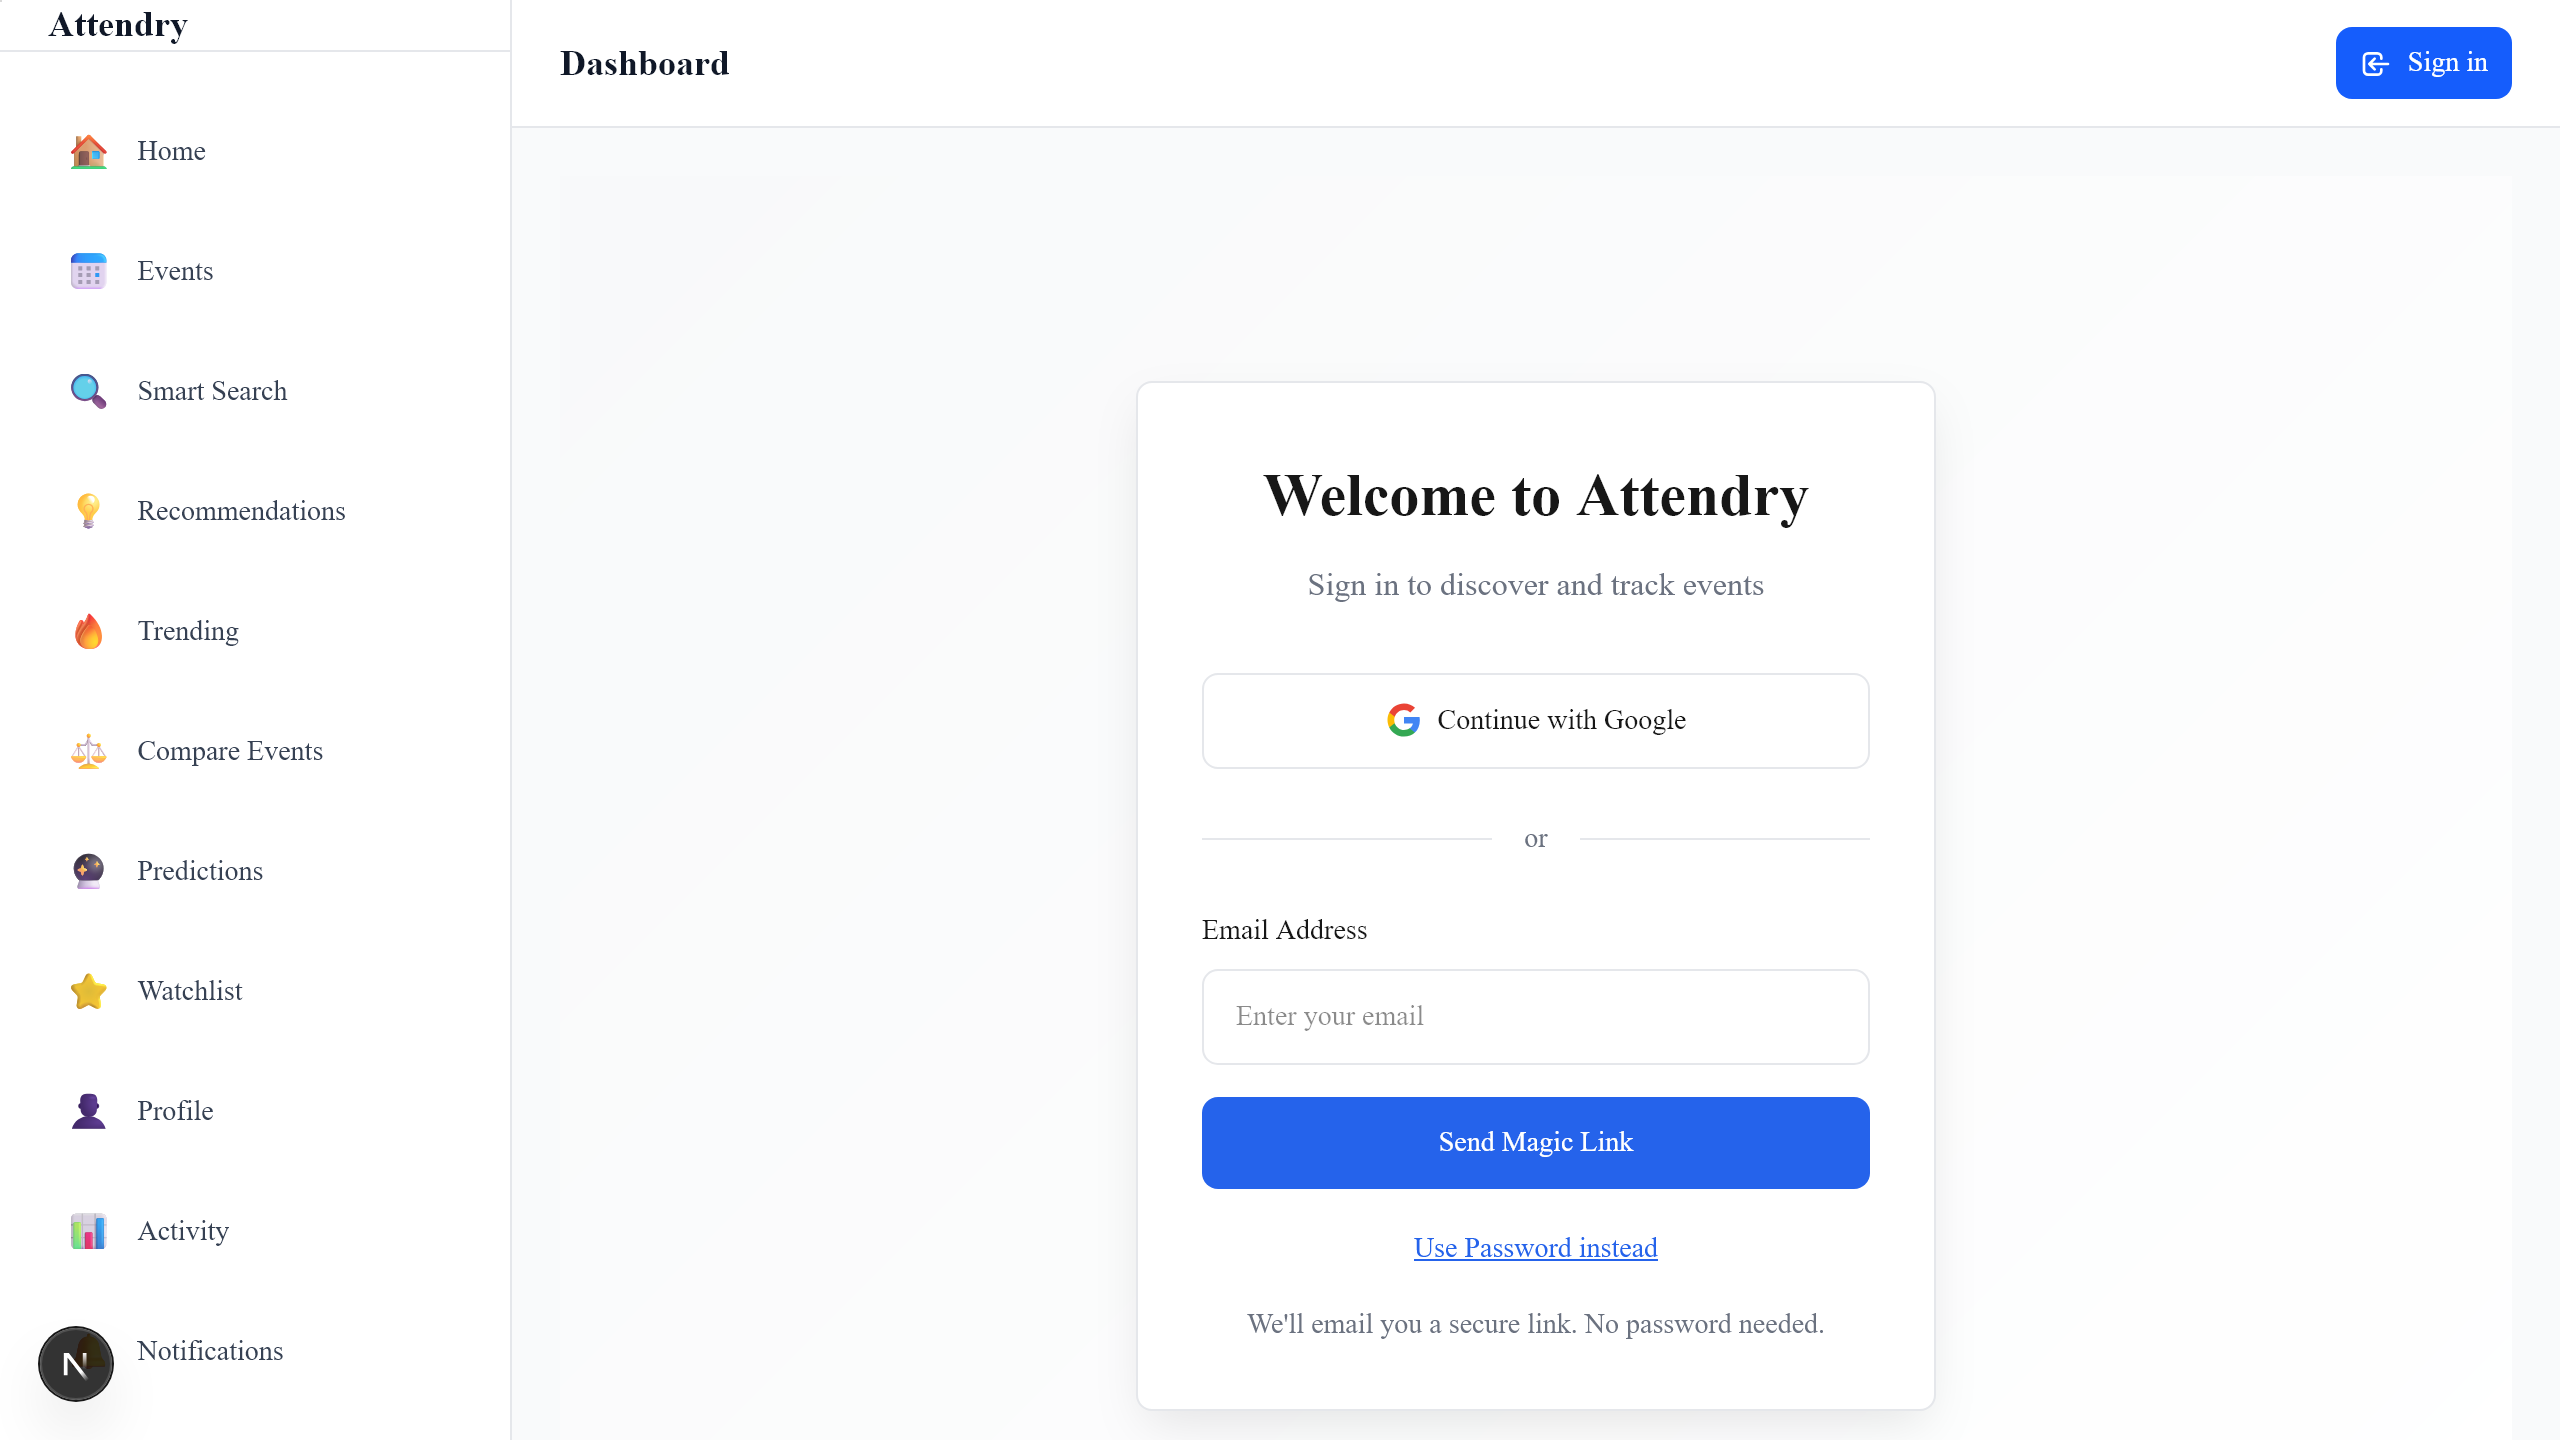 Attendry
Home
Events
Smart Search
Recommendations
Trending
Compare Events
Predictions
Watchlist
Profile
Activity
Notifications
N
Dashboard
Sign in
Welcome to Attendry
Sign in to discover and track events
Continue with Google
or
Email Address
Enter your email
Send Magic Link
Use Password instead
We'll email you a secure link. No password needed.